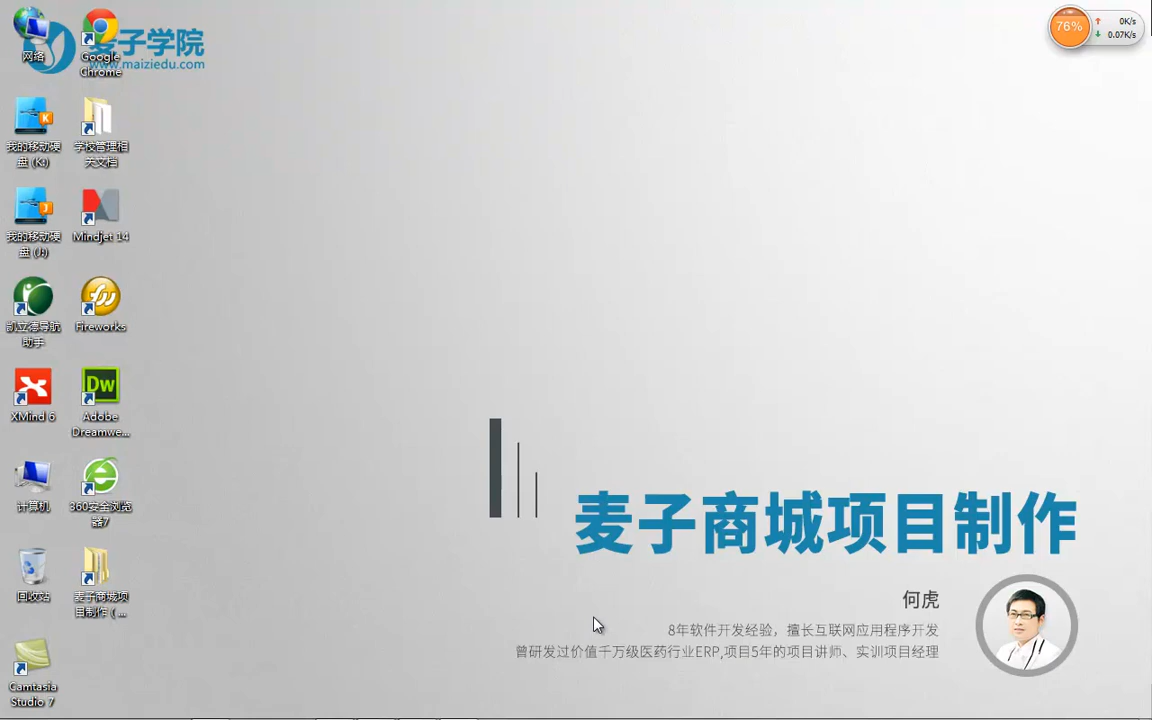 麦子学院
www.maiziedu.com
网络
Google
Chrome
我的移动硬
盘 (K:)
学校管理相
关文档
我的移动硬
盘 (J:)
Mindjet 14
凯立德导航
助手
Fireworks
XMind 6
Dw
Adobe
Dreamwe...
计算机
360安全浏览
器7
回收站
麦子商城项
目制作 ( ...
Camtasia
Studio 7
76%
0K/s
0.07K/s
麦子商城项目制作
何虎
8年软件开发经验，擅长互联网应用程序开发
曾研发过价值千万级医药行业ERP,项目5年的项目讲师、实训项目经理